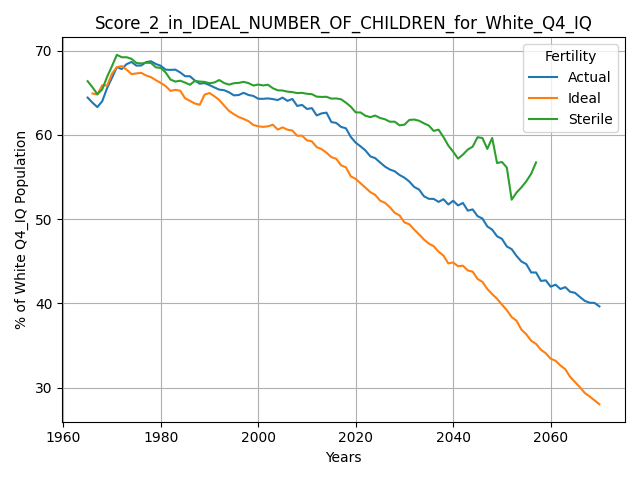 Score_2_in_IDEAL_NUMBER_OF_CHILDREN_for_White_Q4_IQ
Fertility
Actual
Ideal
Sterile
% of White Q4_IQ Population
70
60
50
40
30
1960
1980
2000
2020
2040
2060
Years